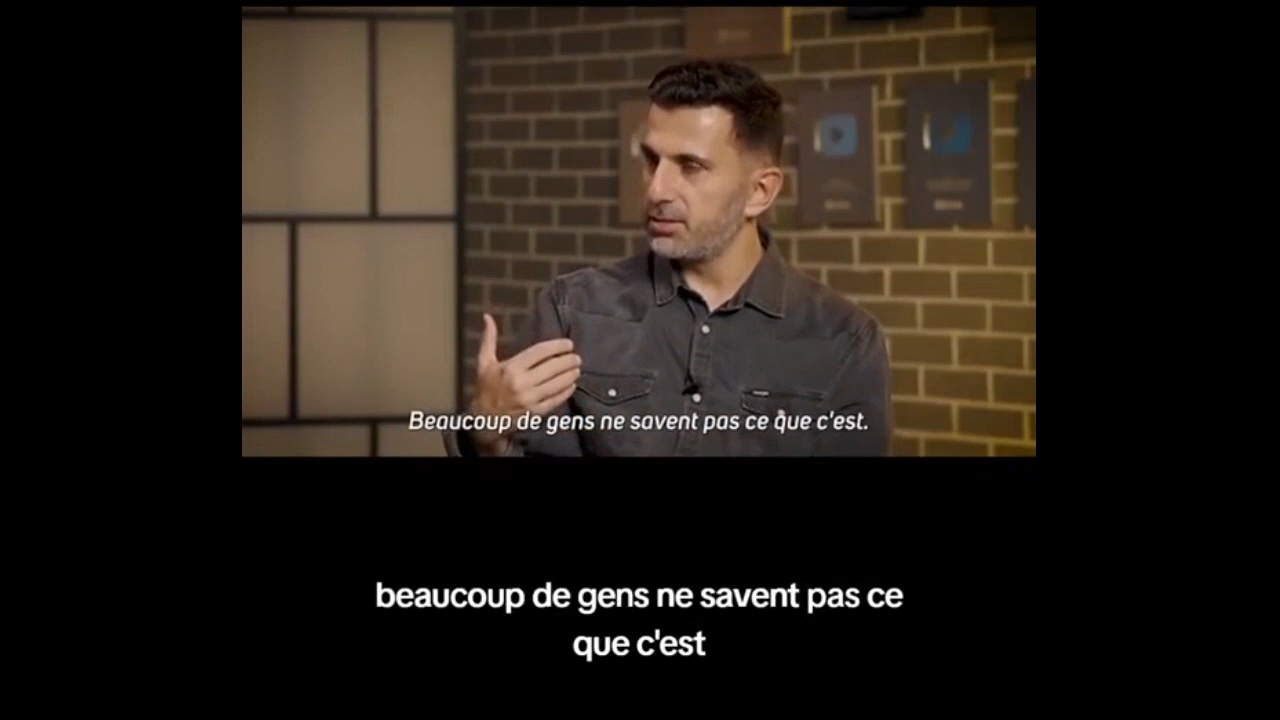 Beaucoup de gens ne savent pas ce que c'est.
beaucoup de gens ne savent pas ce
que c'est